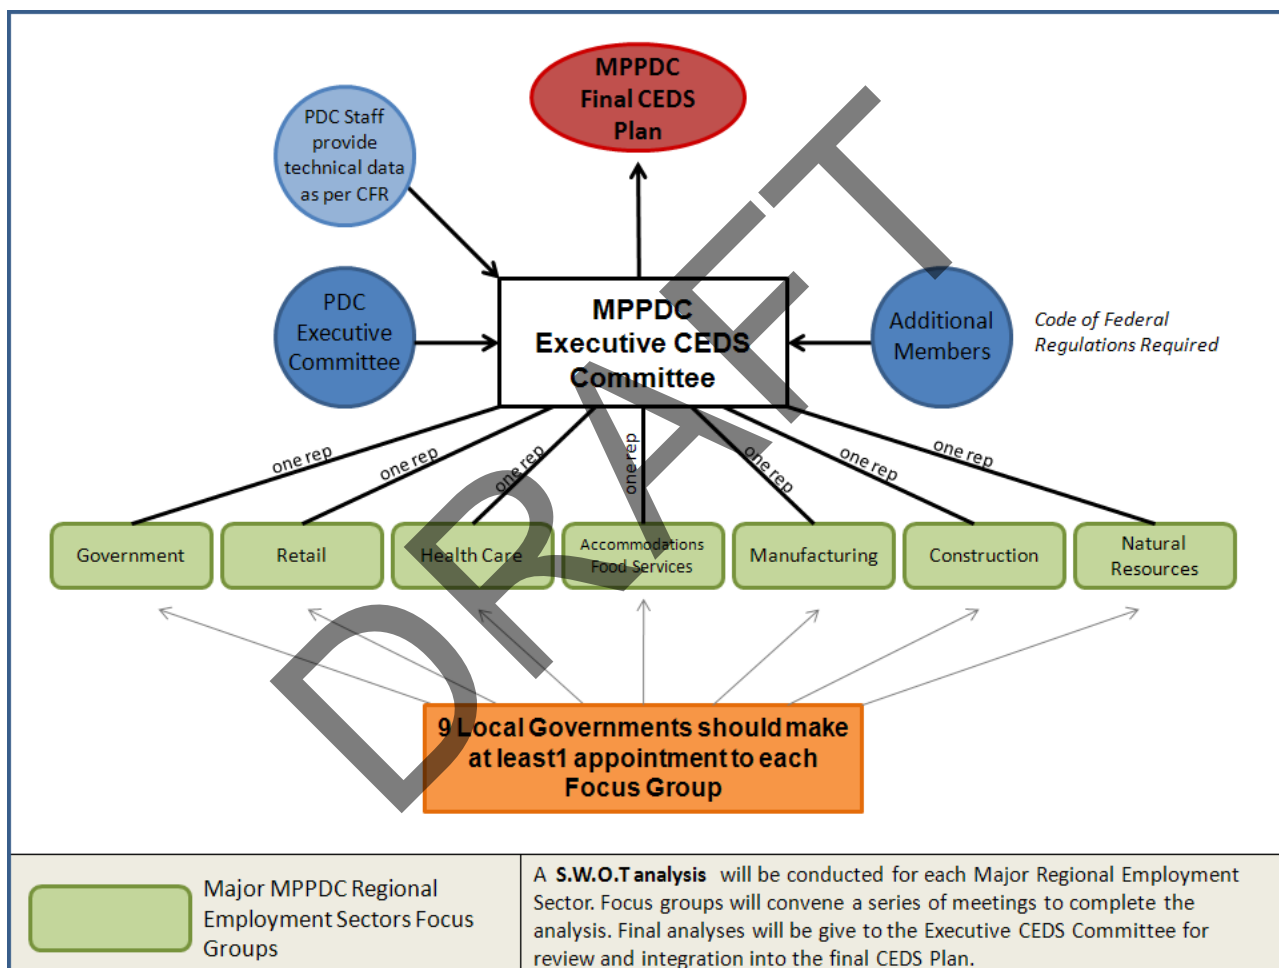 MPPDC
Final CEDS
Plan
PDC Staff
provide
technical data
as per CFR
PDC
Executive
Committee
MPPDC
Executive CEDS
Committee
Additional
Members
Code of Federal
Regulations Required
one rep
one rep
one rep
one rep
one rep
one rep
one rep
Government
Retail
Health Care
Accommodations
Food Services
Manufacturing
Construction
Natural
Resources
9 Local Governments should make
at least1 appointment to each
Focus Group
DRAFT
Major MPPDC Regional
Employment Sectors Focus
Groups
A S.W.O.T analysis will be conducted for each Major Regional Employment
Sector. Focus groups will convene a series of meetings to complete the
analysis. Final analyses will be give to the Executive CEDS Committee for
review and integration into the final CEDS Plan.